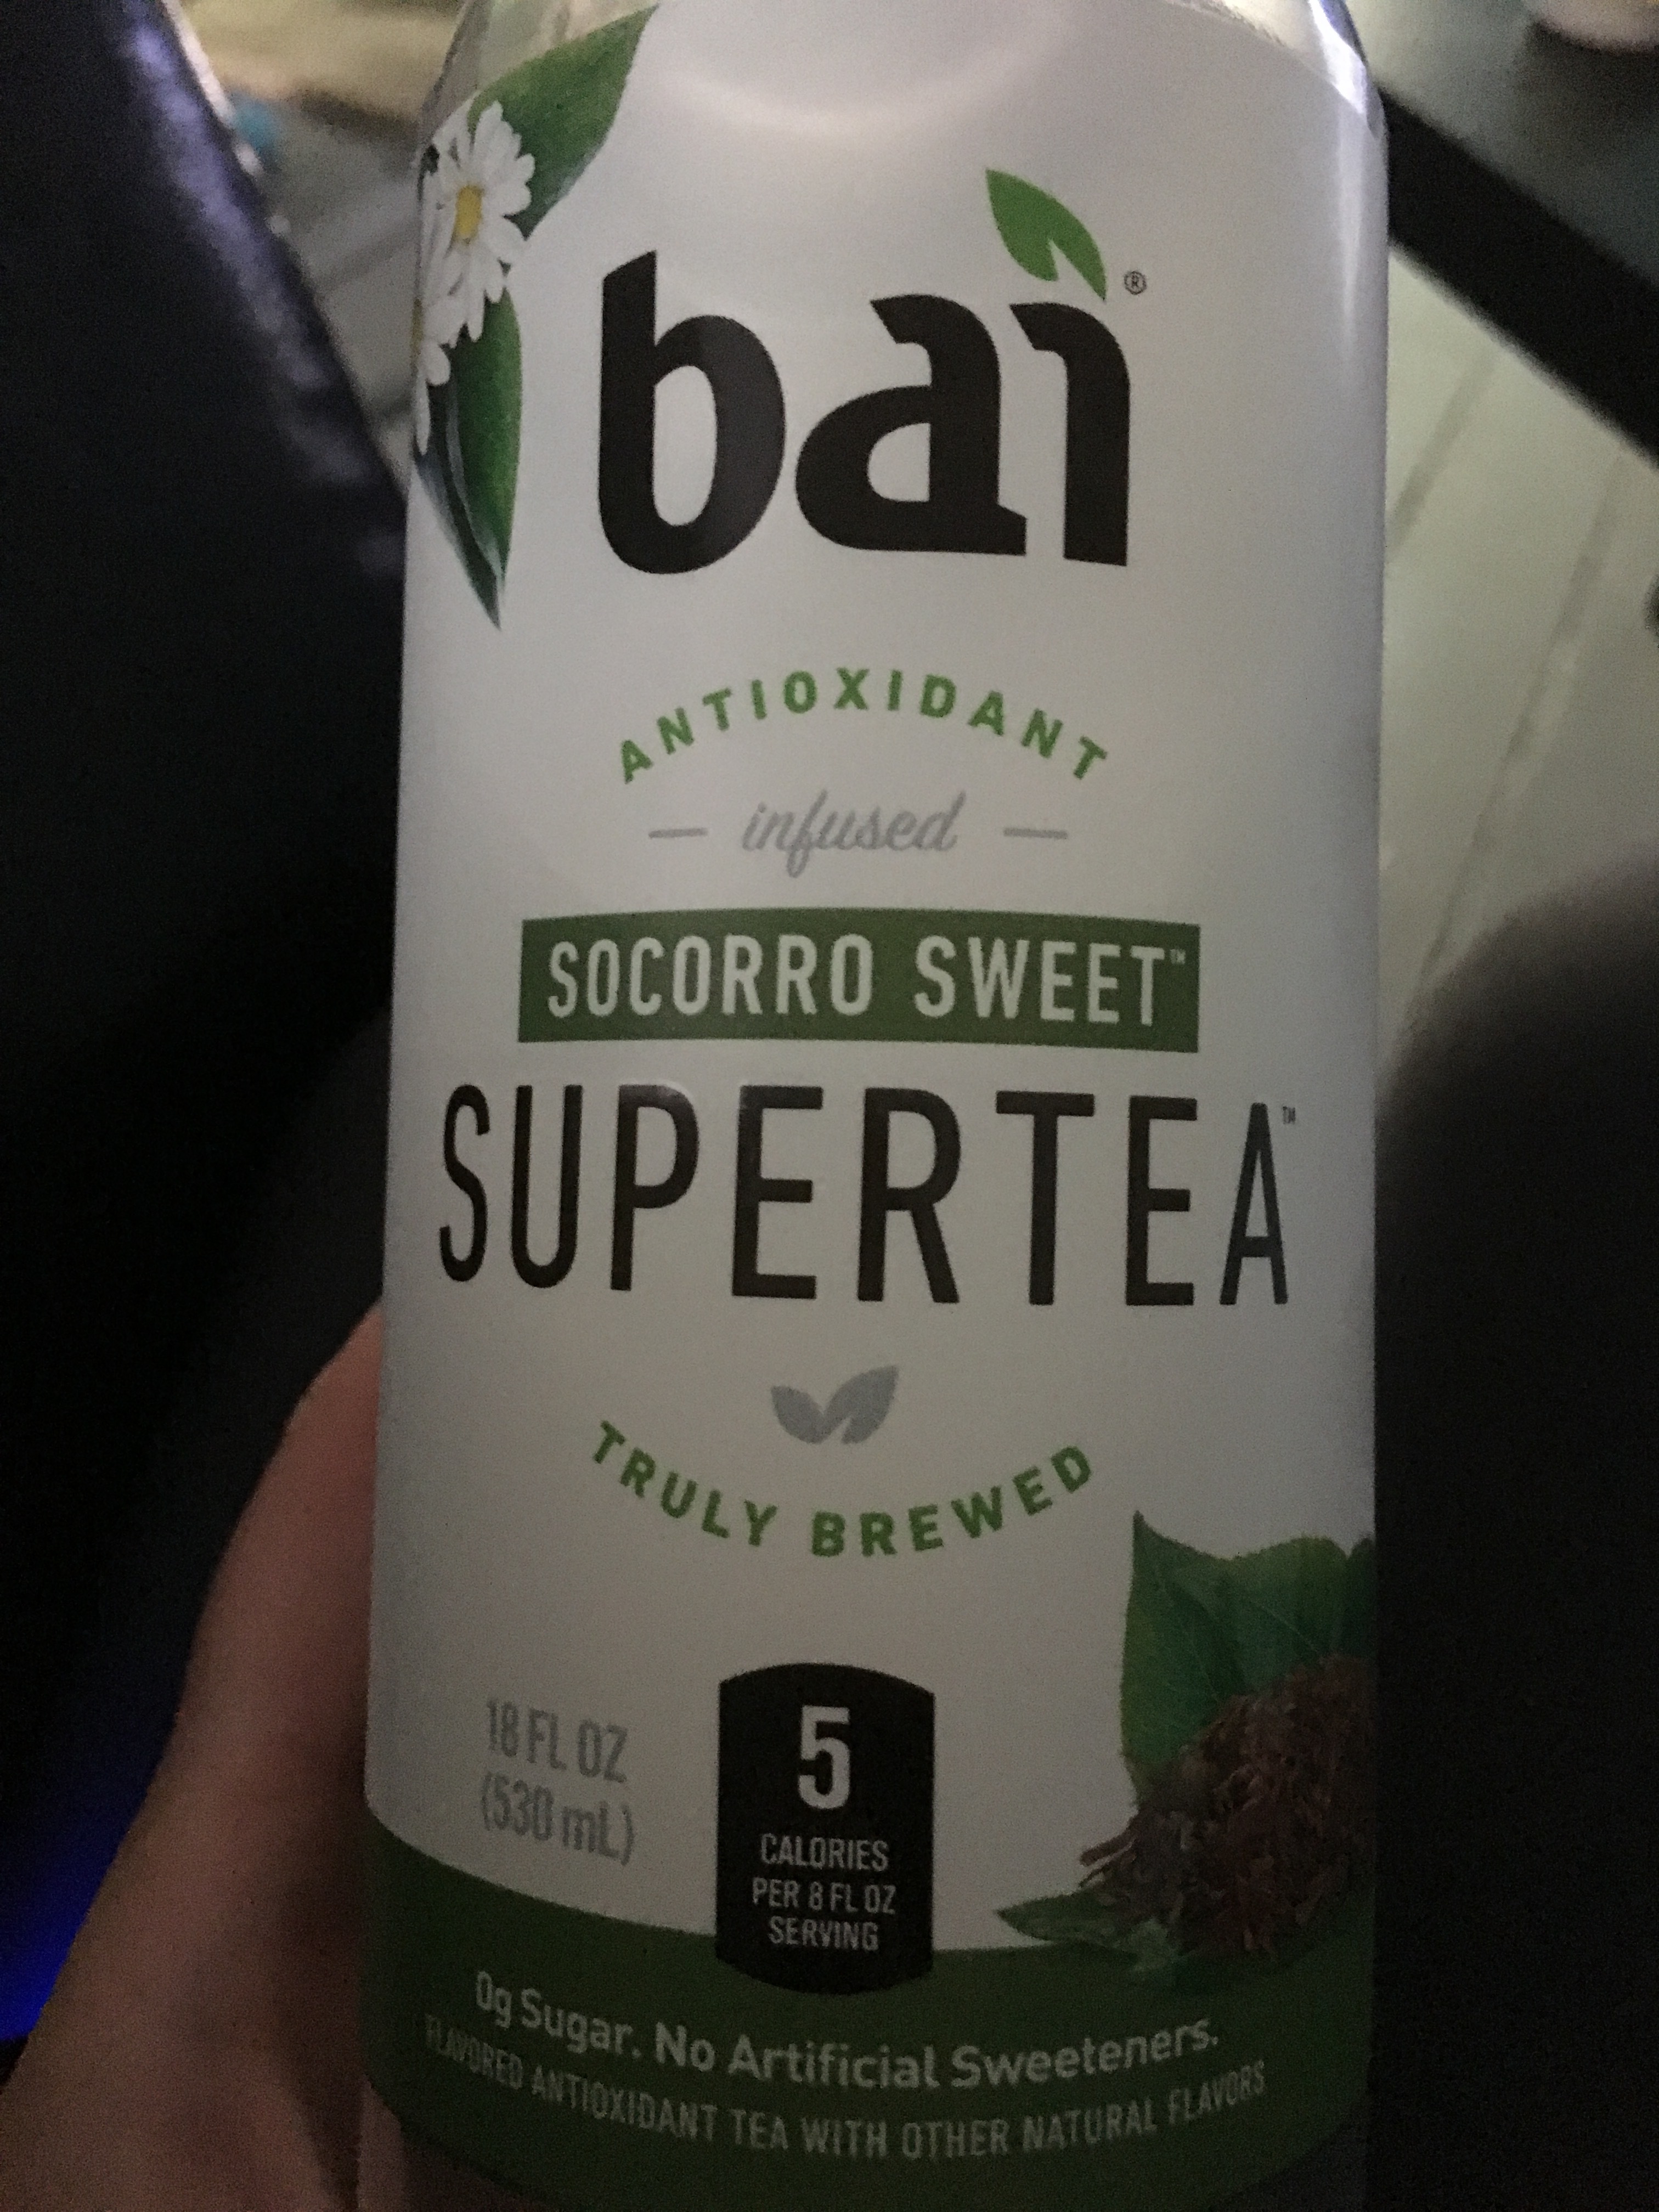 bai®
ANTIOXIDANT
infused
SOCORRO SWEET™
SUPERTEA™
TRULY BREWED
18 FL OZ
(530 mL)
5
CALORIES
PER 8 FL OZ
SERVING
0g Sugar. No Artificial Sweeteners.
FLAVORED ANTIOXIDANT TEA WITH OTHER NATURAL FLAVORS